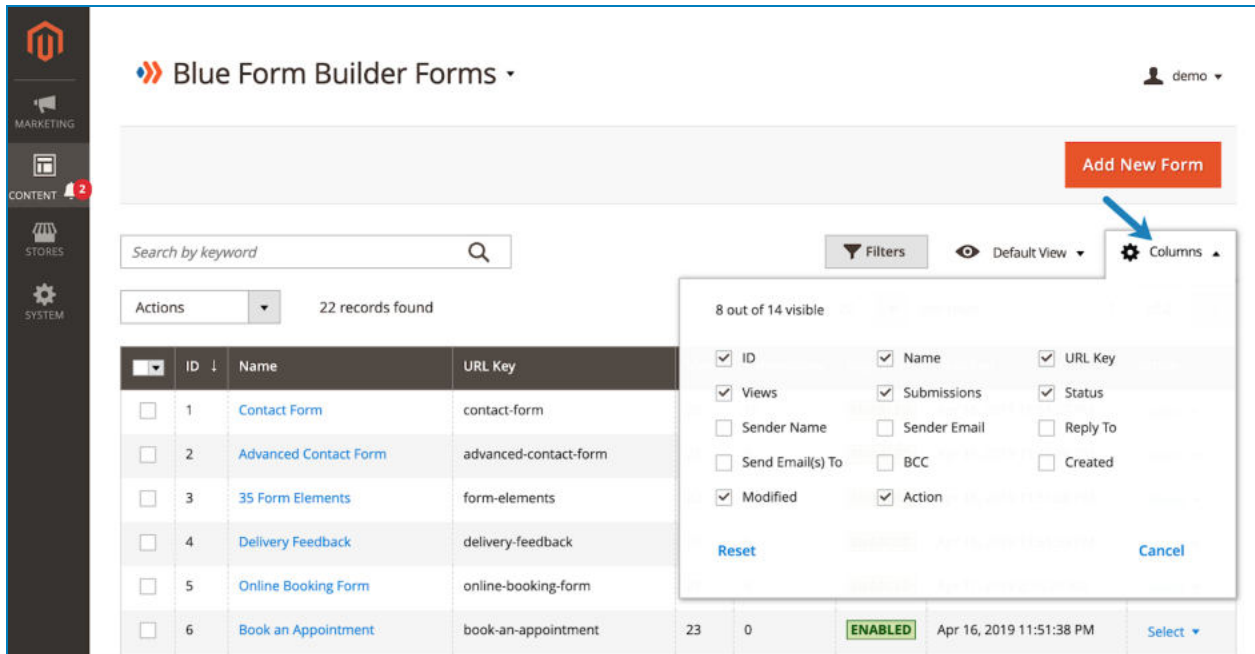 Blue Form Builder Forms
demo
MARKETING
CONTENT 2
STORES
SYSTEM
Add New Form
Search by keyword
Filters
Default View
Columns
Actions
22 records found
8 out of 14 visible
ID Name URL Key
Views Submissions Status
Sender Name Sender Email Reply To
Send Email(s) To BCC Created
Modified Action
Reset Cancel
ID ↓ Name URL Key
1 Contact Form contact-form
2 Advanced Contact Form advanced-contact-form
3 35 Form Elements form-elements
4 Delivery Feedback delivery-feedback
5 Online Booking Form online-booking-form
6 Book an Appointment book-an-appointment 23 0 ENABLED Apr 16, 2019 11:51:38 PM Select